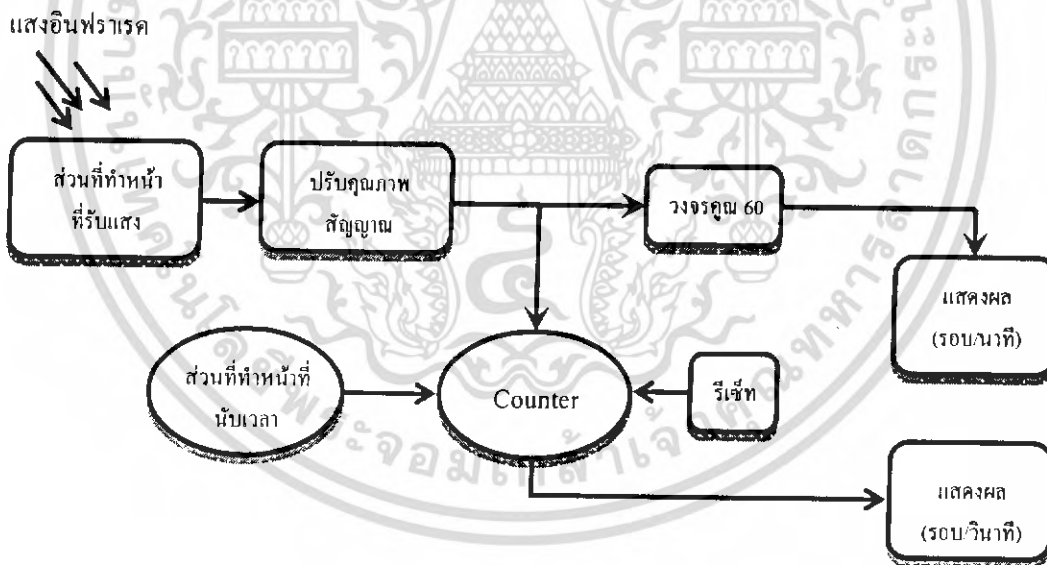 แสงอินฟราเรด
ส่วนที่ทำหน้า
ที่รับแสง
ปรับคุณภาพ
สัญญาณ
วงจรคูณ 60
แสดงผล
(รอบ/นาที)
ส่วนที่ทำหน้าที่
นับเวลา
Counter
รีเซ็ท
แสดงผล
(รอบ/วินาที)